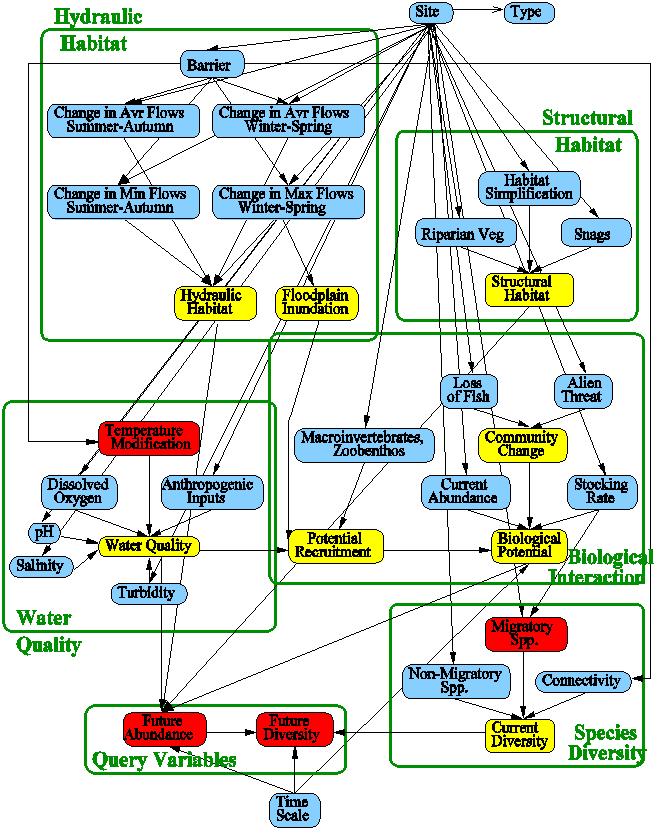 Hydraulic
Habitat
Site
Type
Barrier
Change in Avr Flows
Summer-Autumn
Change in Avr Flows
Winter-Spring
Structural
Habitat
Change in Min Flows
Summer-Autumn
Change in Max Flows
Winter-Spring
Habitat
Simplification
Riparian Veg
Snags
Hydraulic
Habitat
Floodplain
Inundation
Structural
Habitat
Loss
of Fish
Alien
Threat
Temperature
Modification
Macroinvertebrates,
Zoobenthos
Community
Change
Dissolved
Oxygen
Anthropogenic
Inputs
Current
Abundance
Stocking
Rate
pH
Water Quality
Potential
Recruitment
Biological
Potential
Salinity
Turbidity
Biological
Interaction
Water
Quality
Migratory
Spp.
Non-Migratory
Spp.
Connectivity
Future
Abundance
Future
Diversity
Current
Diversity
Species
Diversity
Query Variables
Time
Scale